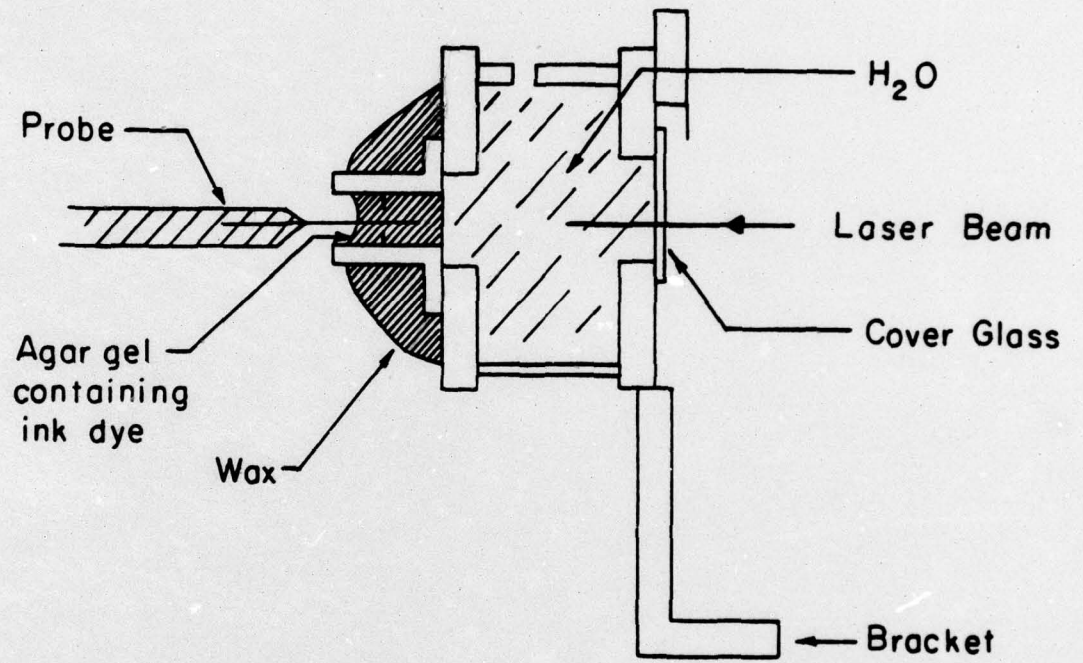 H₂O
Probe
Laser Beam
Cover Glass
Agar gel
containing
ink dye
Wax
Bracket